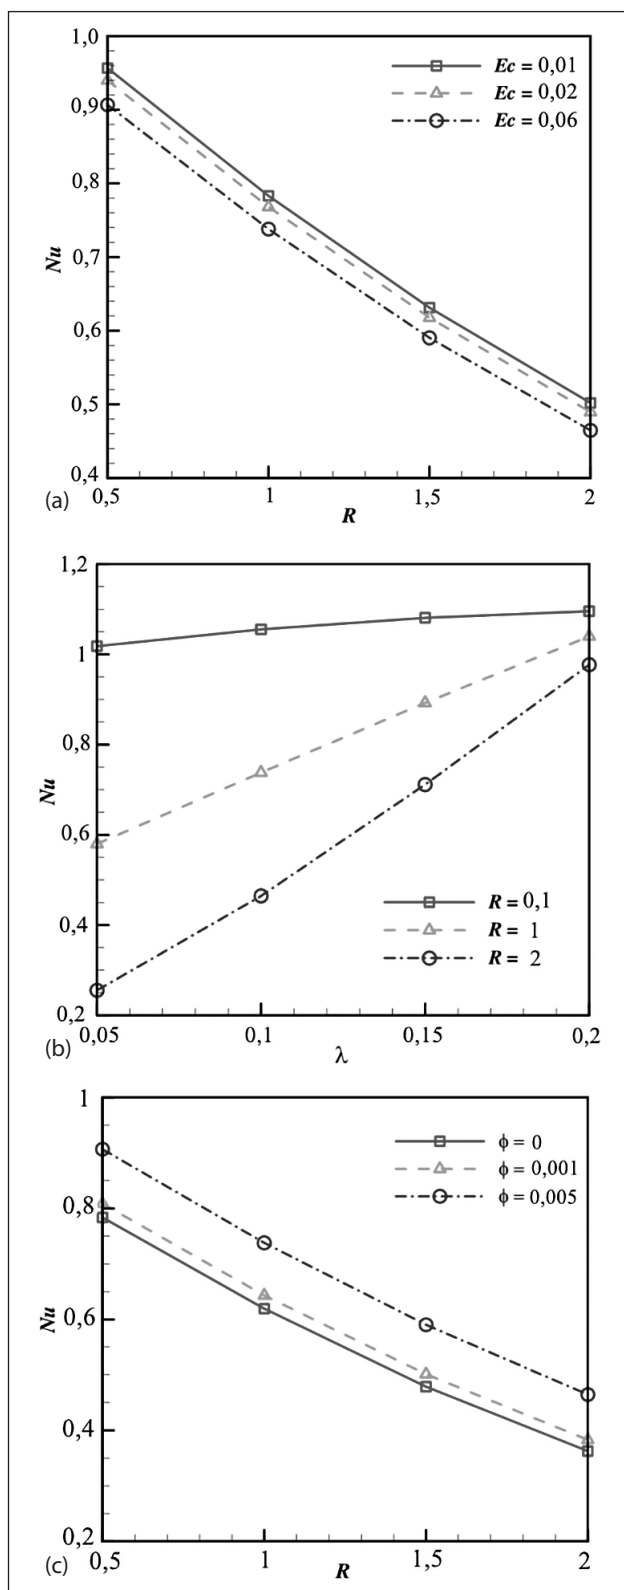 1,0
Ec = 0,01
Ec = 0,02
0,9
Ec = 0,06
0,8
Nu
0,7
0,6
0,5
0,4
(a)
0,5
1
1,5
2
R
1,2
1
0,8
Nu
0,6
R = 0,1
0,4
R = 1
R = 2
0,2
(b)
0,05
0,1
0,15
0,2
λ
1
ϕ = 0
ϕ = 0,001
0,8
ϕ = 0,005
Nu
0,6
0,4
0,2
(c)
0,5
1
1,5
2
R